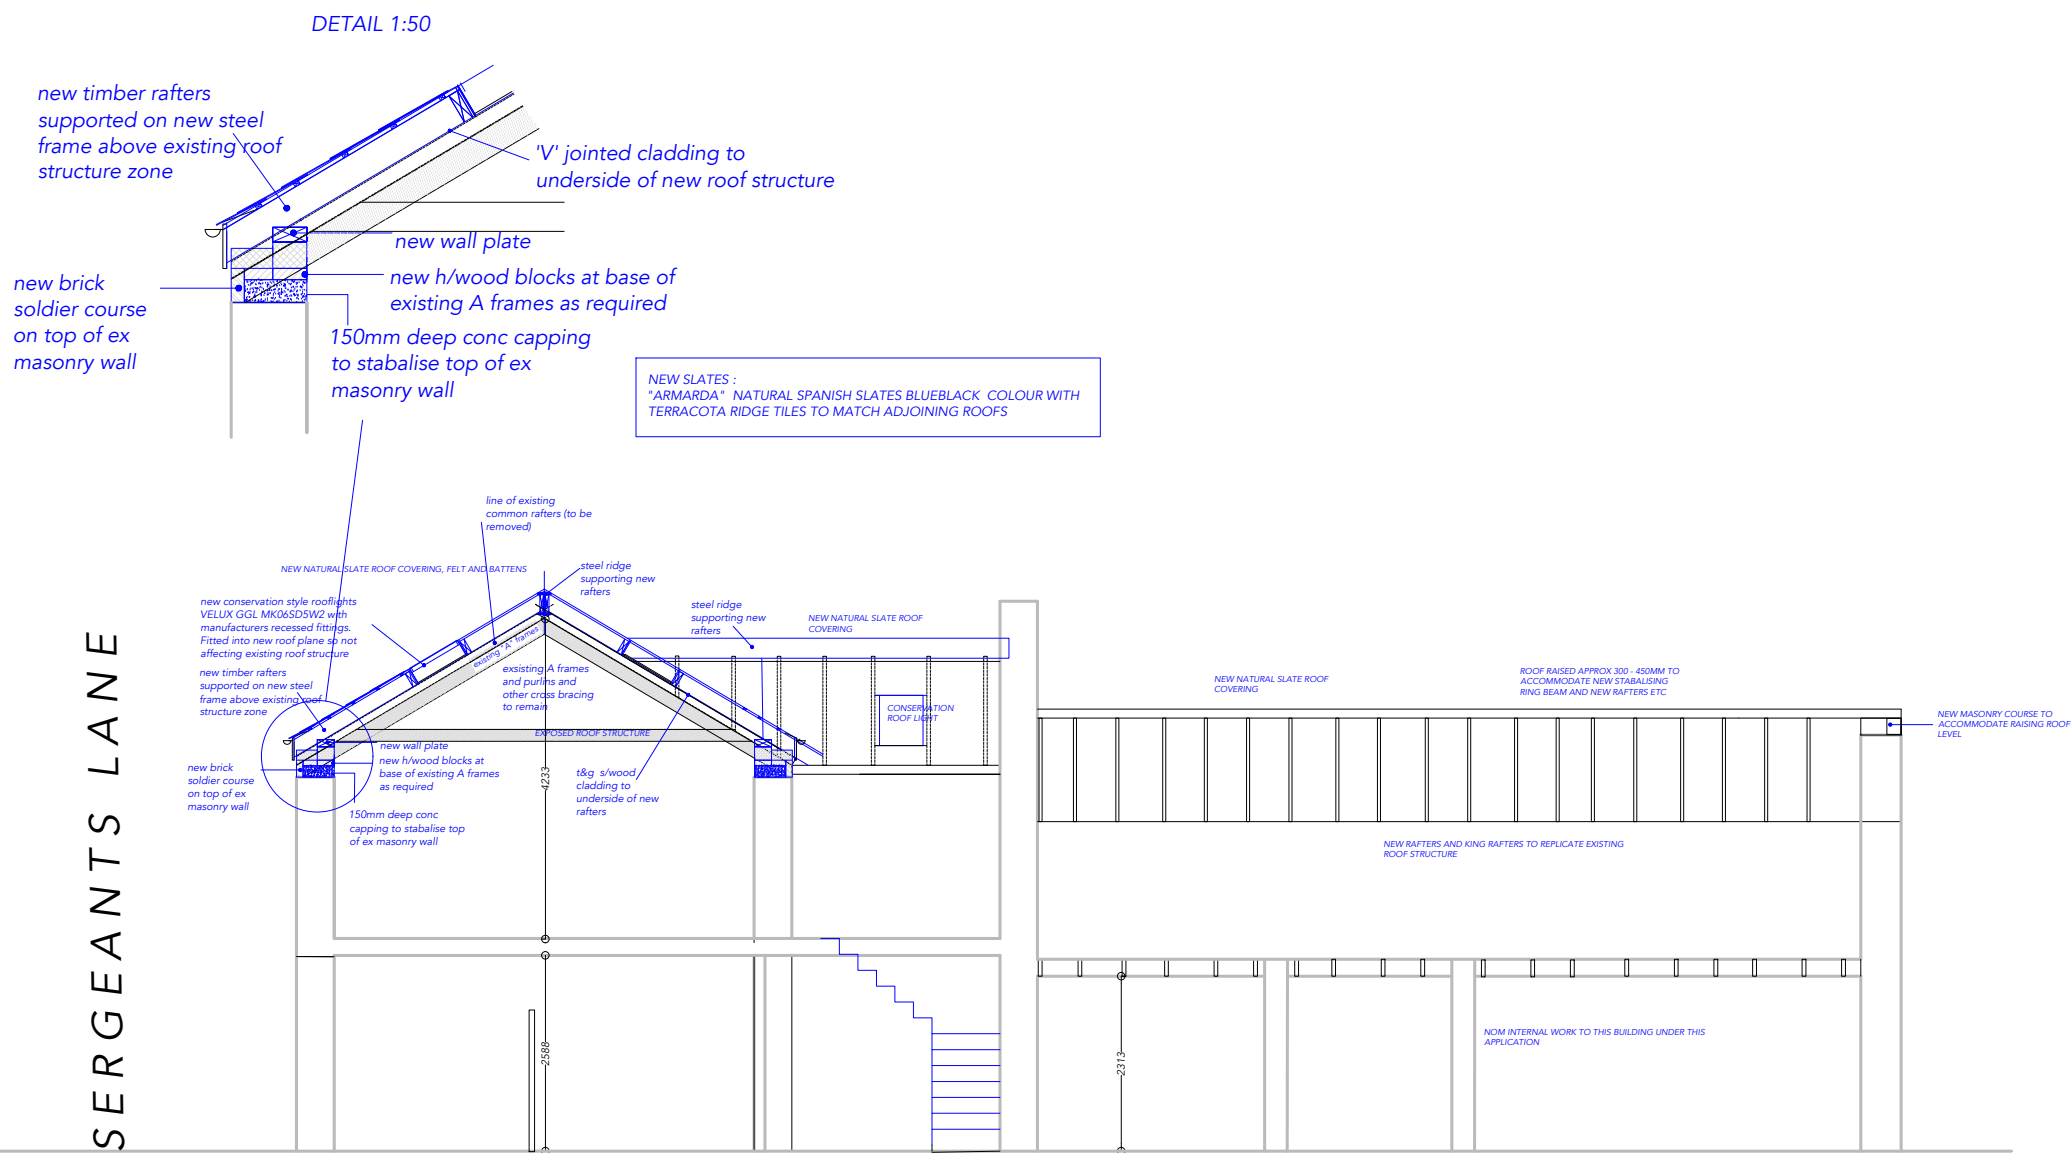 DETAIL 1:50
new timber rafters
supported on new steel
frame above existing roof
structure zone
'V' jointed cladding to
underside of new roof structure
new wall plate
new h/wood blocks at base of
existing A frames as required
new brick
soldier course
on top of ex
masonry wall
150mm deep conc capping
to stabalise top of ex
masonry wall
NEW SLATES :
"ARMARDA" NATURAL SPANISH SLATES BLUEBLACK COLOUR WITH
TERRACOTA RIDGE TILES TO MATCH ADJOINING ROOFS
line of existing
common rafters (to be
removed)
NEW NATURAL SLATE ROOF COVERING, FELT AND BATTENS
steel ridge
supporting new
rafters
new conservation style rooflights
VELUX GGL MK06SD5W2 with
manufacturers recessed fittings.
Fitted into new roof plane so not
affecting existing roof structure
steel ridge
supporting new
rafters
NEW NATURAL SLATE ROOF
COVERING
existing "A" frames
new timber rafters
supported on new steel
frame above existing roof
structure zone
exsisting A frames
and purlins and
other cross bracing
to remain
CONSERVATION
ROOF LIGHT
NEW NATURAL SLATE ROOF
COVERING
ROOF RAISED APPROX 300 - 450MM TO
ACCOMMODATE NEW STABALISING
RING BEAM AND NEW RAFTERS ETC
NEW MASONRY COURSE TO
ACCOMMODATE RAISING ROOF
LEVEL
EXPOSED ROOF STRUCTURE
new wall plate
new h/wood blocks at
base of existing A frames
as required
new brick
soldier course
on top of ex
masonry wall
4233
t&g s/wood
cladding to
underside of new
rafters
150mm deep conc
capping to stabalise top
of ex masonry wall
NEW RAFTERS AND KING RAFTERS TO REPLICATE EXISTING
ROOF STRUCTURE
SERGEANTS LANE
2588
2313
NOM INTERNAL WORK TO THIS BUILDING UNDER THIS
APPLICATION